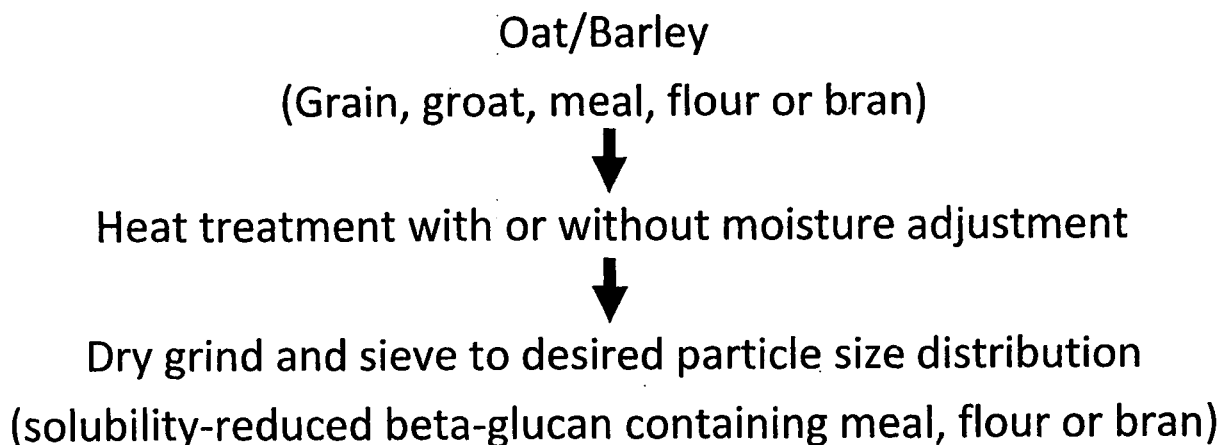 Oat/Barley
(Grain, groat, meal, flour or bran)
Heat treatment with or without moisture adjustment
Dry grind and sieve to desired particle size distribution
(solubility-reduced beta-glucan containing meal, flour or bran)